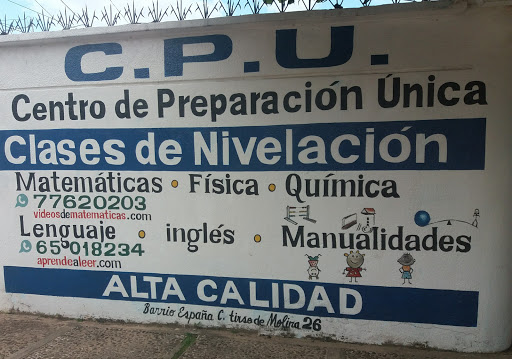 C.P.U.
Centro de Preparación Única
Clases de Nivelación
Matemáticas • Física • Química
77620203
videosdematematicas.com
Lenguaje • inglés • Manualidades
65018234
aprendealeer.com
ALTA CALIDAD
Barrio España C. tirso de Molina 26